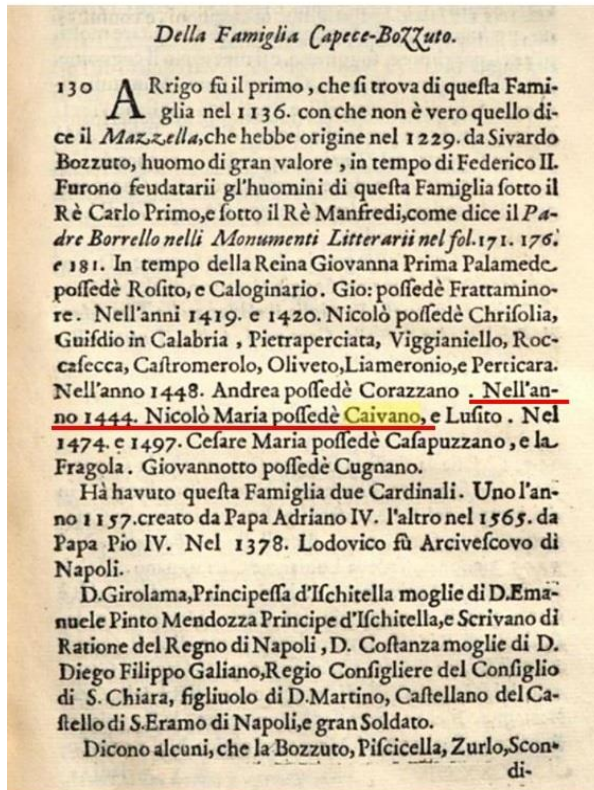 Della Famiglia Capece-Bozzuto.
130 ARrigo fù il primo, che ſi trova di queſta Fami-
glia nel 1136. con che non è vero quello di-
ce il Mazzella,che hebbe origine nel 1229. da Sivardo
Bozzuto, huomo di gran valore , in tempo di Federico II.
Furono feudatarii gl'huomini di queſta Famiglia ſotto il
Rè Carlo Primo,e ſotto il Rè Manfredi,come dice il Pa-
dre Borrello nelli Monumenti Litterarii nel fol.171. 176.
e 181. In tempo della Reina Giovanna Prima Palamede
poſſedè Roſito, e Caloginario. Gio: poſſedè Frattamino-
re. Nell'anni 1419. e 1420. Nicolò poſſedè Chriſolia,
Guiſdio in Calabria , Pietraperciata, Viggianiello, Roc-
caſecca, Caſtromerolo, Oliveto,Liameronio,e Perticara.
Nell'anno 1448. Andrea poſſedè Corazzano . Nell'an-
no 1444. Nicolò Maria poſſedè Caivano, e Luſito . Nel
1474. e 1497. Ceſare Maria poſſedè Caſapuzzano , e la
Fragola . Giovannotto poſſedè Cugnano.
Hà havuto queſta Famiglia due Cardinali. Uno l'an-
no 1157.creato da Papa Adriano IV. l'altro nel 1565. da
Papa Pio IV. Nel 1378. Lodovico fù Arciveſcovo di
Napoli.
D.Girolama,Principeſſa d'Iſchitella moglie di D.Ema-
nuele Pinto Mendozza Principe d'Iſchitella,e Scrivano di
Ratione del Regno di Napoli , D. Coſtanza moglie di D.
Diego Filippo Galiano,Regio Conſigliere del Conſiglio
di S. Chiara, figliuolo di D.Martino, Caſtellano del Ca-
ſtello di S.Eramo di Napoli,e gran Soldato.
Dicono alcuni, che la Bozzuto, Piſcicella, Zurlo,Scon-
di-